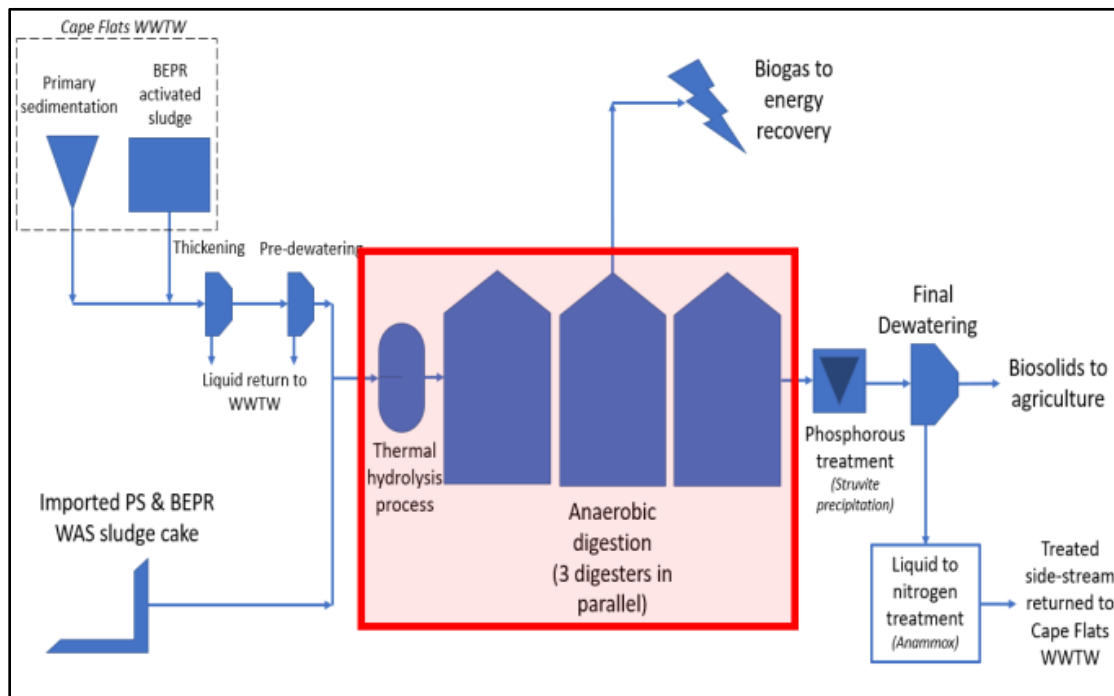 Cape Flats WWTW
Primary
sedimentation
BEPR
activated
sludge
Thickening
Pre-dewatering
Liquid return to
WWTW
Imported PS & BEPR
WAS sludge cake
Thermal
hydrolysis
process
Anaerobic
digestion
(3 digesters in
parallel)
Biogas to
energy
recovery
Phosphorous
treatment
(Struvite
precipitation)
Final
Dewatering
Biosolids to
agriculture
Liquid to
nitrogen
treatment
(Anammox)
Treated
side-stream
returned to
Cape Flats
WWTW